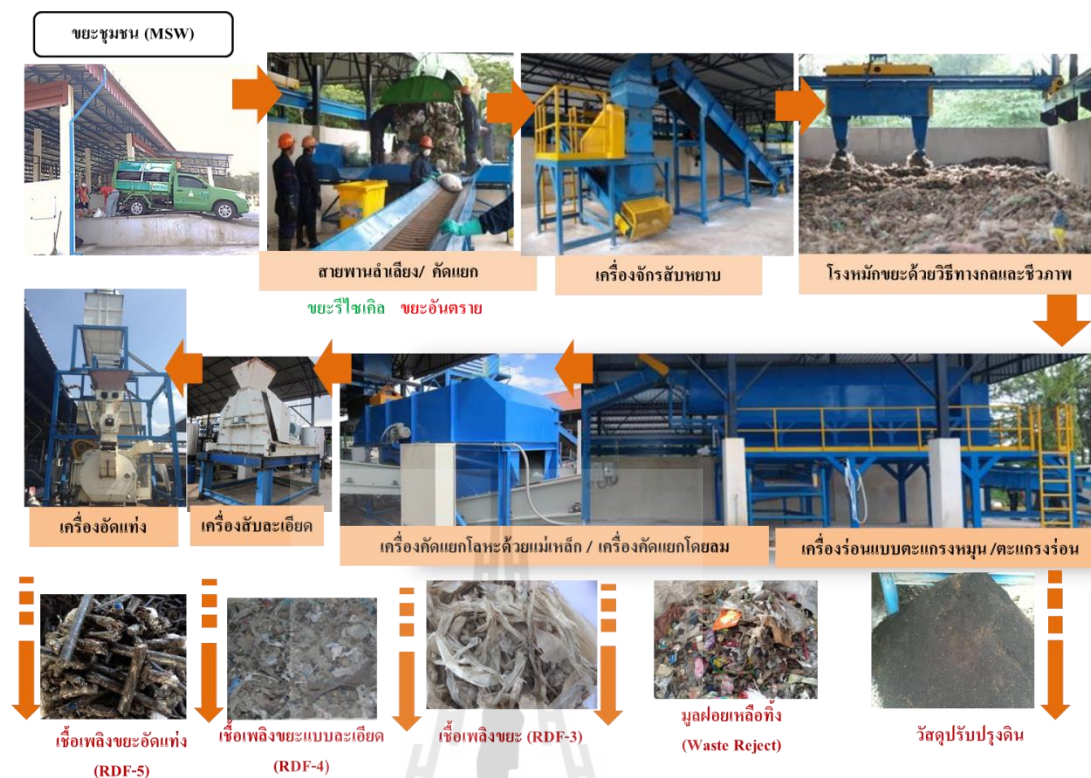 ขยะชุมชน (MSW)
สายพานลำเลียง/ คัดแยก
ขยะรีไซเคิล ขยะอันตราย
เครื่องจักรสับหยาบ
โรงหมักขยะด้วยวิธีทางกลและชีวภาพ
เครื่องอัดแท่ง
เครื่องสับละเอียด
เครื่องคัดแยกโลหะด้วยแม่เหล็ก / เครื่องคัดแยกโดยลม
เครื่องร่อนแบบตะแกรงหมุน /ตะแกรงร่อน
เชื้อเพลิงขยะอัดแท่ง
(RDF-5)
เชื้อเพลิงขยะแบบละเอียด
(RDF-4)
เชื้อเพลิงขยะ (RDF-3)
มูลฝอยเหลือทิ้ง
(Waste Reject)
วัสดุปรับปรุงดิน